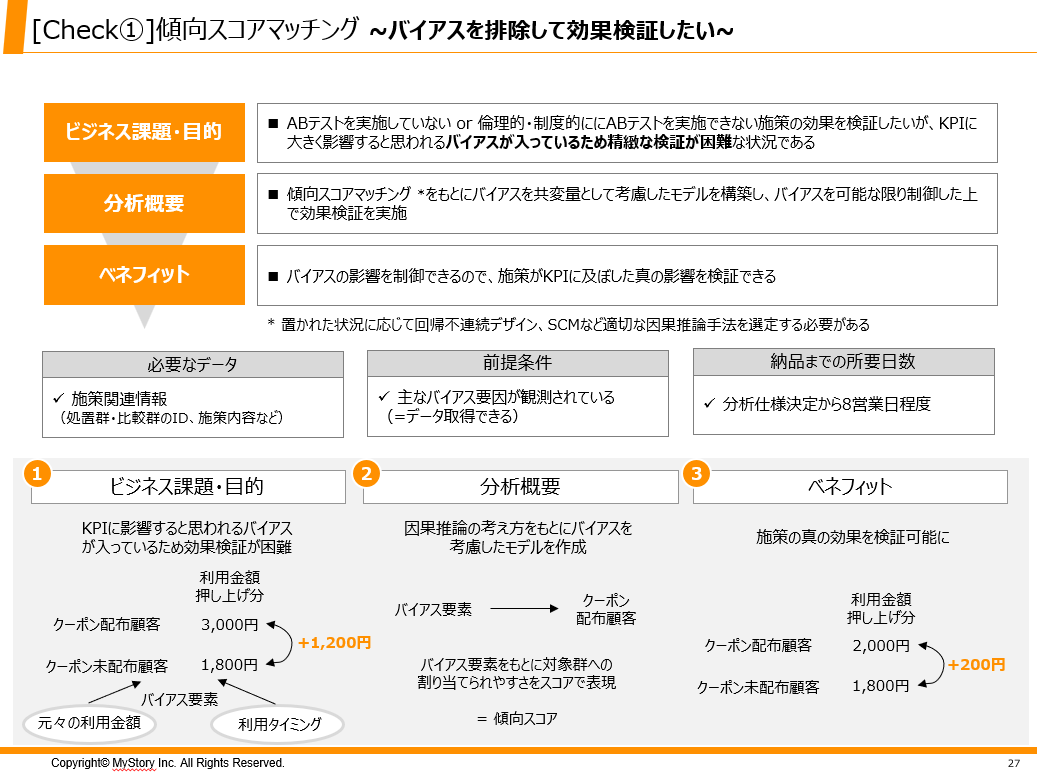 [Check①]傾向スコアマッチング ~バイアスを排除して効果検証したい~
ビジネス課題・目的
■ ABテストを実施していない or 倫理的・制度的ににABテストを実施できない施策の効果を検証したいが、KPIに
大きく影響すると思われるバイアスが入っているため精緻な検証が困難な状況である
分析概要
■ 傾向スコアマッチング *をもとにバイアスを共変量として考慮したモデルを構築し、バイアスを可能な限り制御した上
で効果検証を実施
ベネフィット
■ バイアスの影響を制御できるので、施策がKPIに及ぼした真の影響を検証できる
* 置かれた状況に応じて回帰不連続デザイン、SCMなど適切な因果推論手法を選定する必要がある
必要なデータ
✓ 施策関連情報
（処置群・比較群のID、施策内容など）
前提条件
✓ 主なバイアス要因が観測されている
（=データ取得できる）
納品までの所要日数
✓ 分析仕様決定から8営業日程度
1
ビジネス課題・目的
KPIに影響すると思われるバイアス
が入っているため効果検証が困難
利用金額
押し上げ分
クーポン配布顧客 3,000円
+1,200円
クーポン未配布顧客 1,800円
バイアス要素
元々の利用金額
利用タイミング
2
分析概要
因果推論の考え方をもとにバイアスを
考慮したモデルを作成
バイアス要素
クーポン
配布顧客
バイアス要素をもとに対象群への
割り当てられやすさをスコアで表現
= 傾向スコア
3
ベネフィット
施策の真の効果を検証可能に
利用金額
押し上げ分
クーポン配布顧客 2,000円
+200円
クーポン未配布顧客 1,800円
Copyright© MyStory Inc. All Rights Reserved.
27